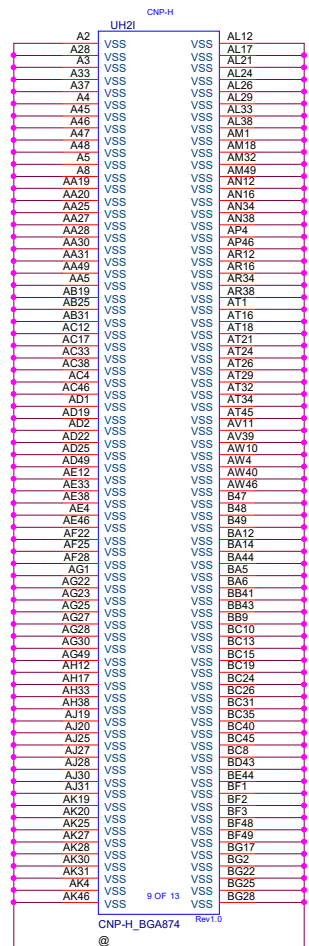 CNP-H
UH2I
A2 VSS VSS AL12
A28 VSS VSS AL17
A3 VSS VSS AL21
A33 VSS VSS AL24
A37 VSS VSS AL26
A4 VSS VSS AL29
A45 VSS VSS AL33
A46 VSS VSS AL38
A47 VSS VSS AM1
A48 VSS VSS AM18
A5 VSS VSS AM32
A8 VSS VSS AM49
AA19 VSS VSS AN12
AA20 VSS VSS AN16
AA25 VSS VSS AN34
AA27 VSS VSS AN38
AA28 VSS VSS AP4
AA30 VSS VSS AP46
AA31 VSS VSS AR12
AA49 VSS VSS AR16
AA5 VSS VSS AR34
AB19 VSS VSS AR38
AB25 VSS VSS AT1
AB31 VSS VSS AT16
AC12 VSS VSS AT18
AC17 VSS VSS AT21
AC33 VSS VSS AT24
AC38 VSS VSS AT26
AC4 VSS VSS AT29
AC46 VSS VSS AT32
AD1 VSS VSS AT34
AD19 VSS VSS AT45
AD2 VSS VSS AV11
AD22 VSS VSS AV39
AD25 VSS VSS AW10
AD49 VSS VSS AW4
AE12 VSS VSS AW40
AE33 VSS VSS AW46
AE38 VSS VSS B47
AE4 VSS VSS B48
AE46 VSS VSS B49
AF22 VSS VSS BA12
AF25 VSS VSS BA14
AF28 VSS VSS BA44
AG1 VSS VSS BA5
AG22 VSS VSS BA6
AG23 VSS VSS BB41
AG25 VSS VSS BB43
AG27 VSS VSS BB9
AG28 VSS VSS BC10
AG30 VSS VSS BC13
AG49 VSS VSS BC15
AH12 VSS VSS BC19
AH17 VSS VSS BC24
AH33 VSS VSS BC26
AH38 VSS VSS BC31
AJ19 VSS VSS BC35
AJ20 VSS VSS BC40
AJ25 VSS VSS BC45
AJ27 VSS VSS BC8
AJ28 VSS VSS BD43
AJ30 VSS VSS BE44
AJ31 VSS VSS BF1
AK19 VSS VSS BF2
AK20 VSS VSS BF3
AK25 VSS VSS BF48
AK27 VSS VSS BF49
AK28 VSS VSS BG17
AK30 VSS VSS BG2
AK31 VSS VSS BG22
AK4 VSS VSS BG25
AK46 VSS VSS BG28
9 OF 13
Rev1.0
CNP-H_BGA874
@